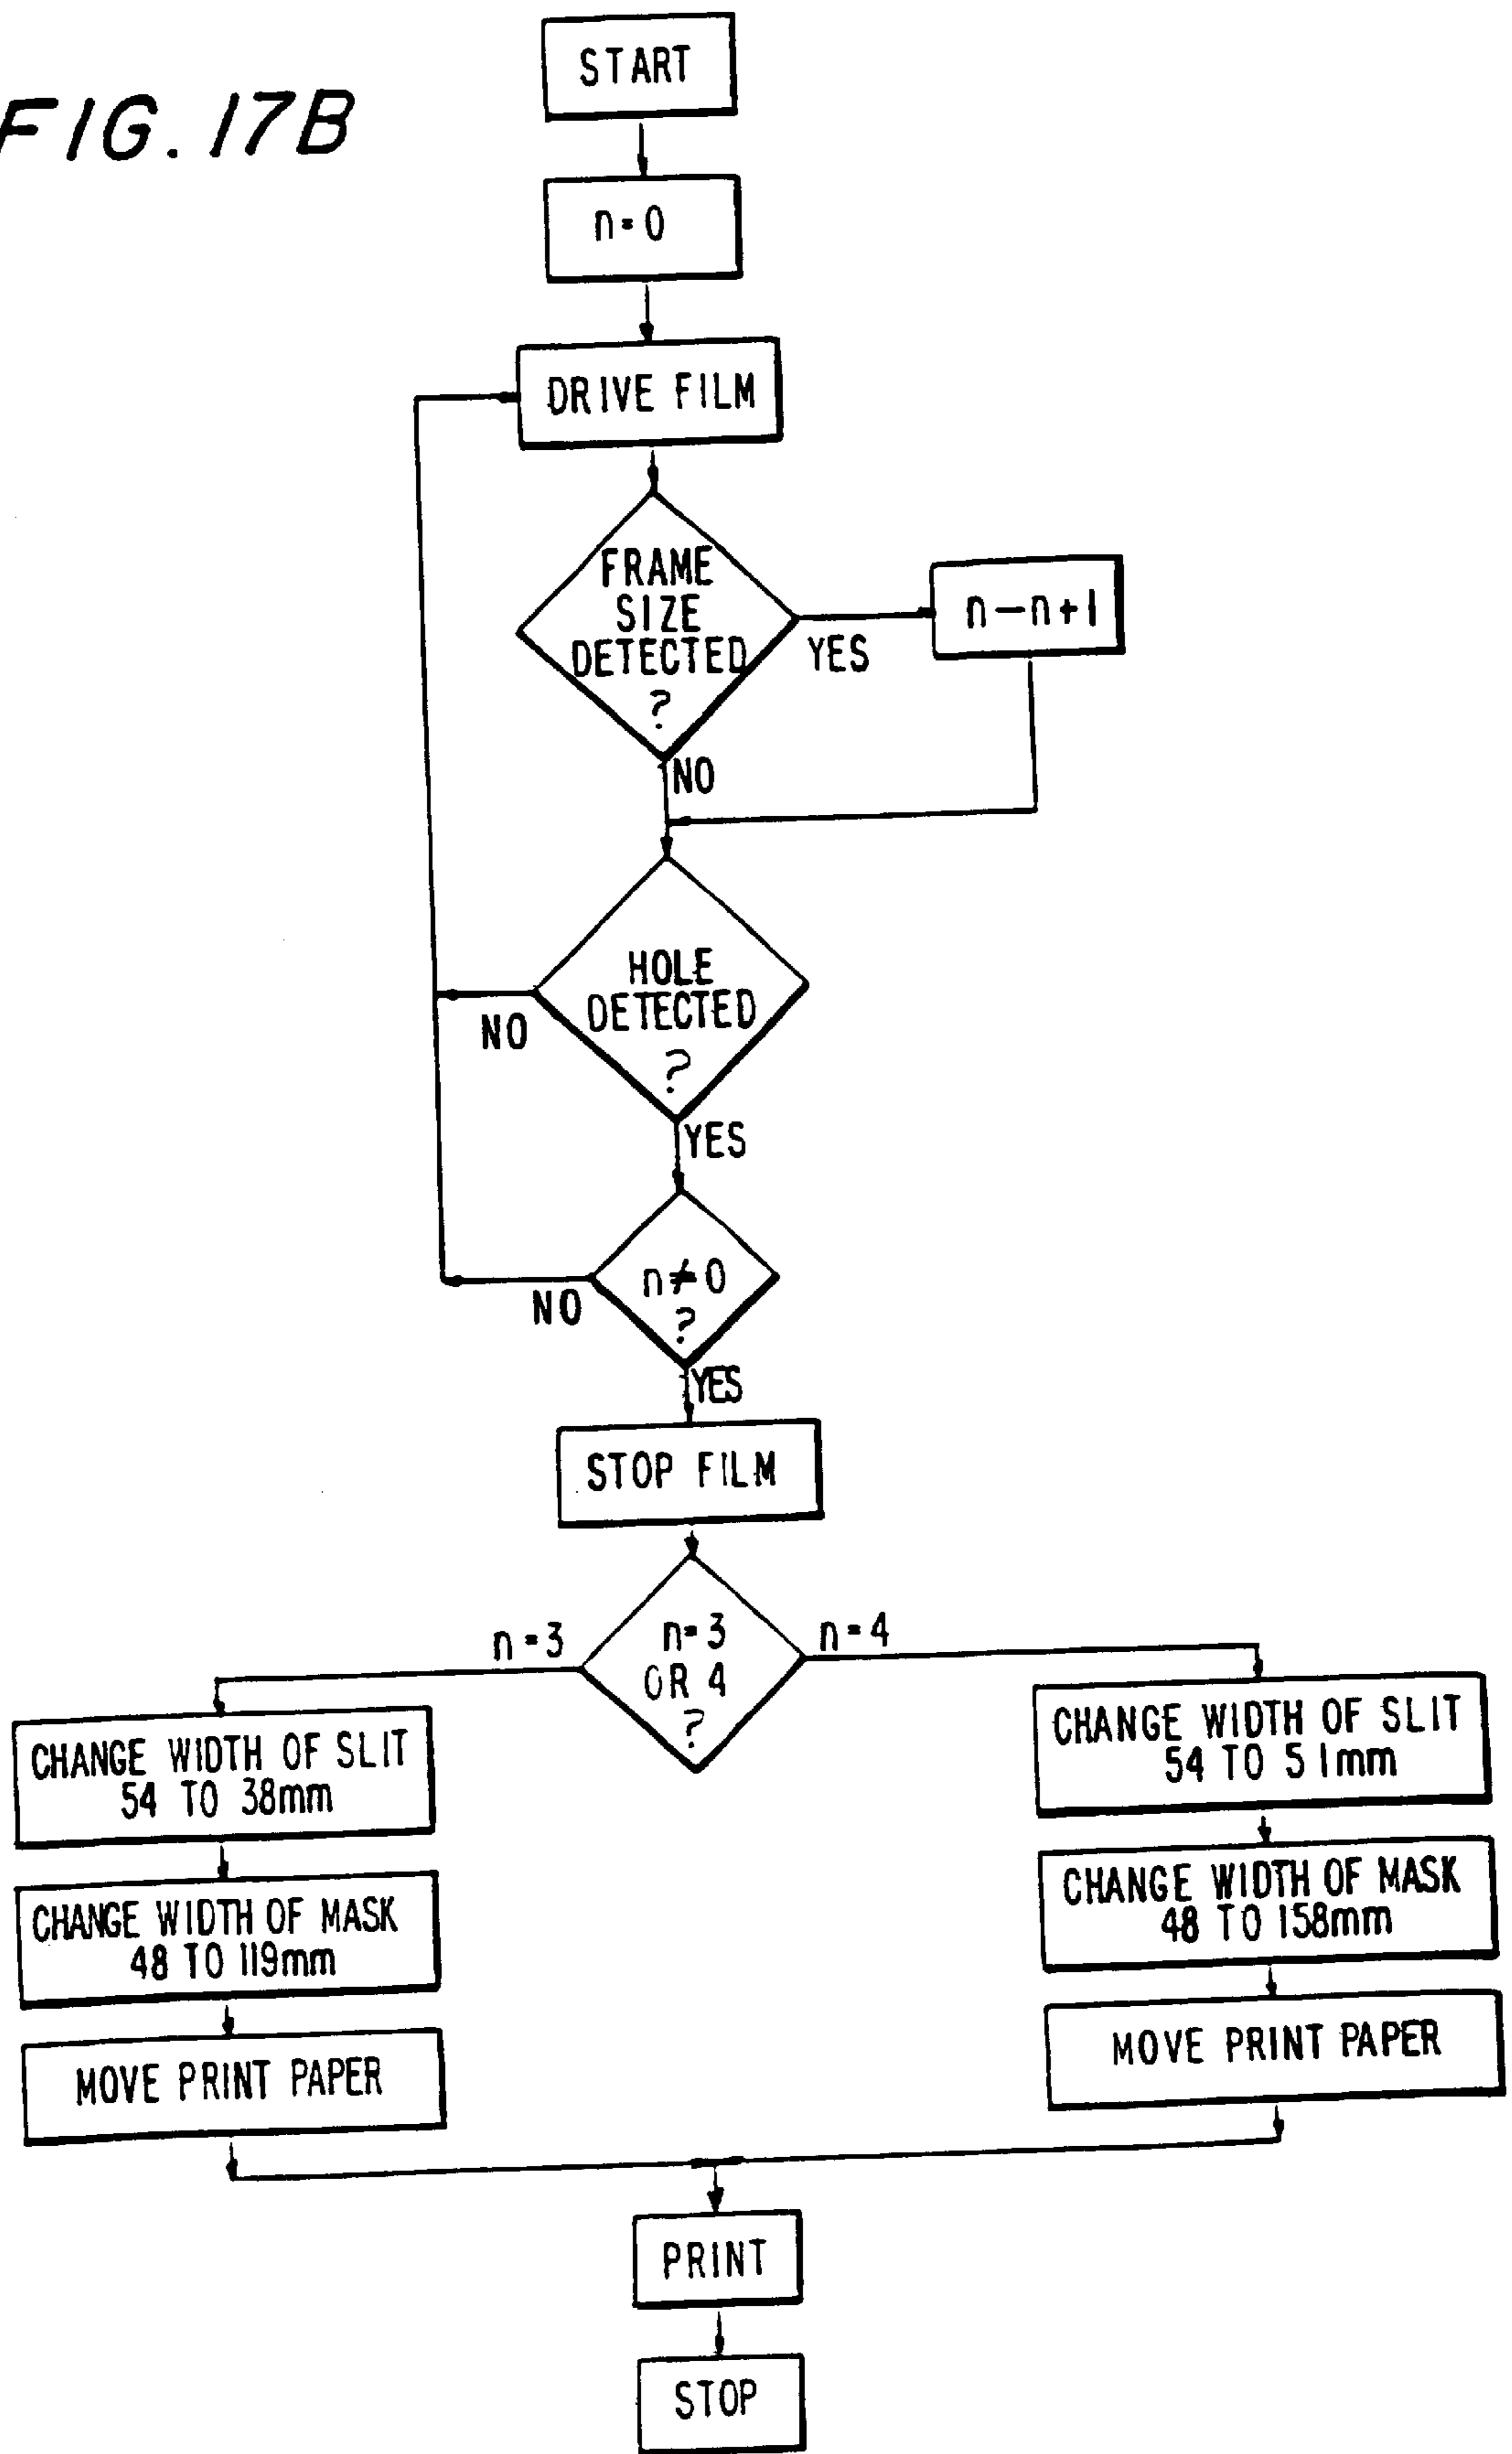 FIG. 17B
START
n=0
DRIVE FILM
FRAME
SIZE
DETECTED
?
YES
n-n+1
NO
HOLE
DETECTED
?
NO
YES
n≠0
?
NO
YES
STOP FILM
n=3
OR 4
?
n=3
n=4
CHANGE WIDTH OF SLIT
54 TO 38mm
CHANGE WIDTH OF MASK
48 TO 119mm
MOVE PRINT PAPER
CHANGE WIDTH OF SLIT
54 TO 51mm
CHANGE WIDTH OF MASK
48 TO 158mm
MOVE PRINT PAPER
PRINT
STOP